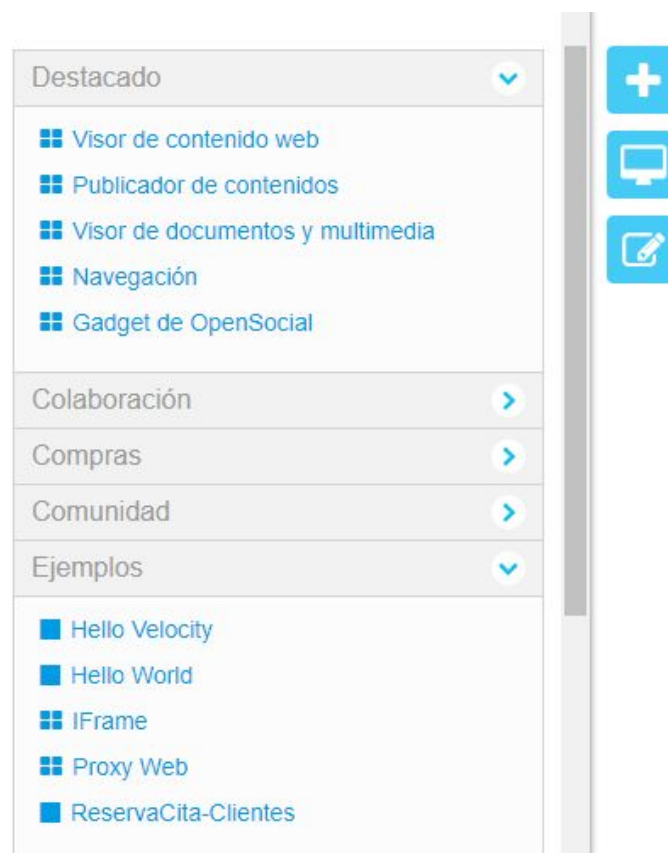 Destacado
Visor de contenido web
Publicador de contenidos
Visor de documentos y multimedia
Navegación
Gadget de OpenSocial
Colaboración
Compras
Comunidad
Ejemplos
Hello Velocity
Hello World
IFrame
Proxy Web
ReservaCita-Clientes